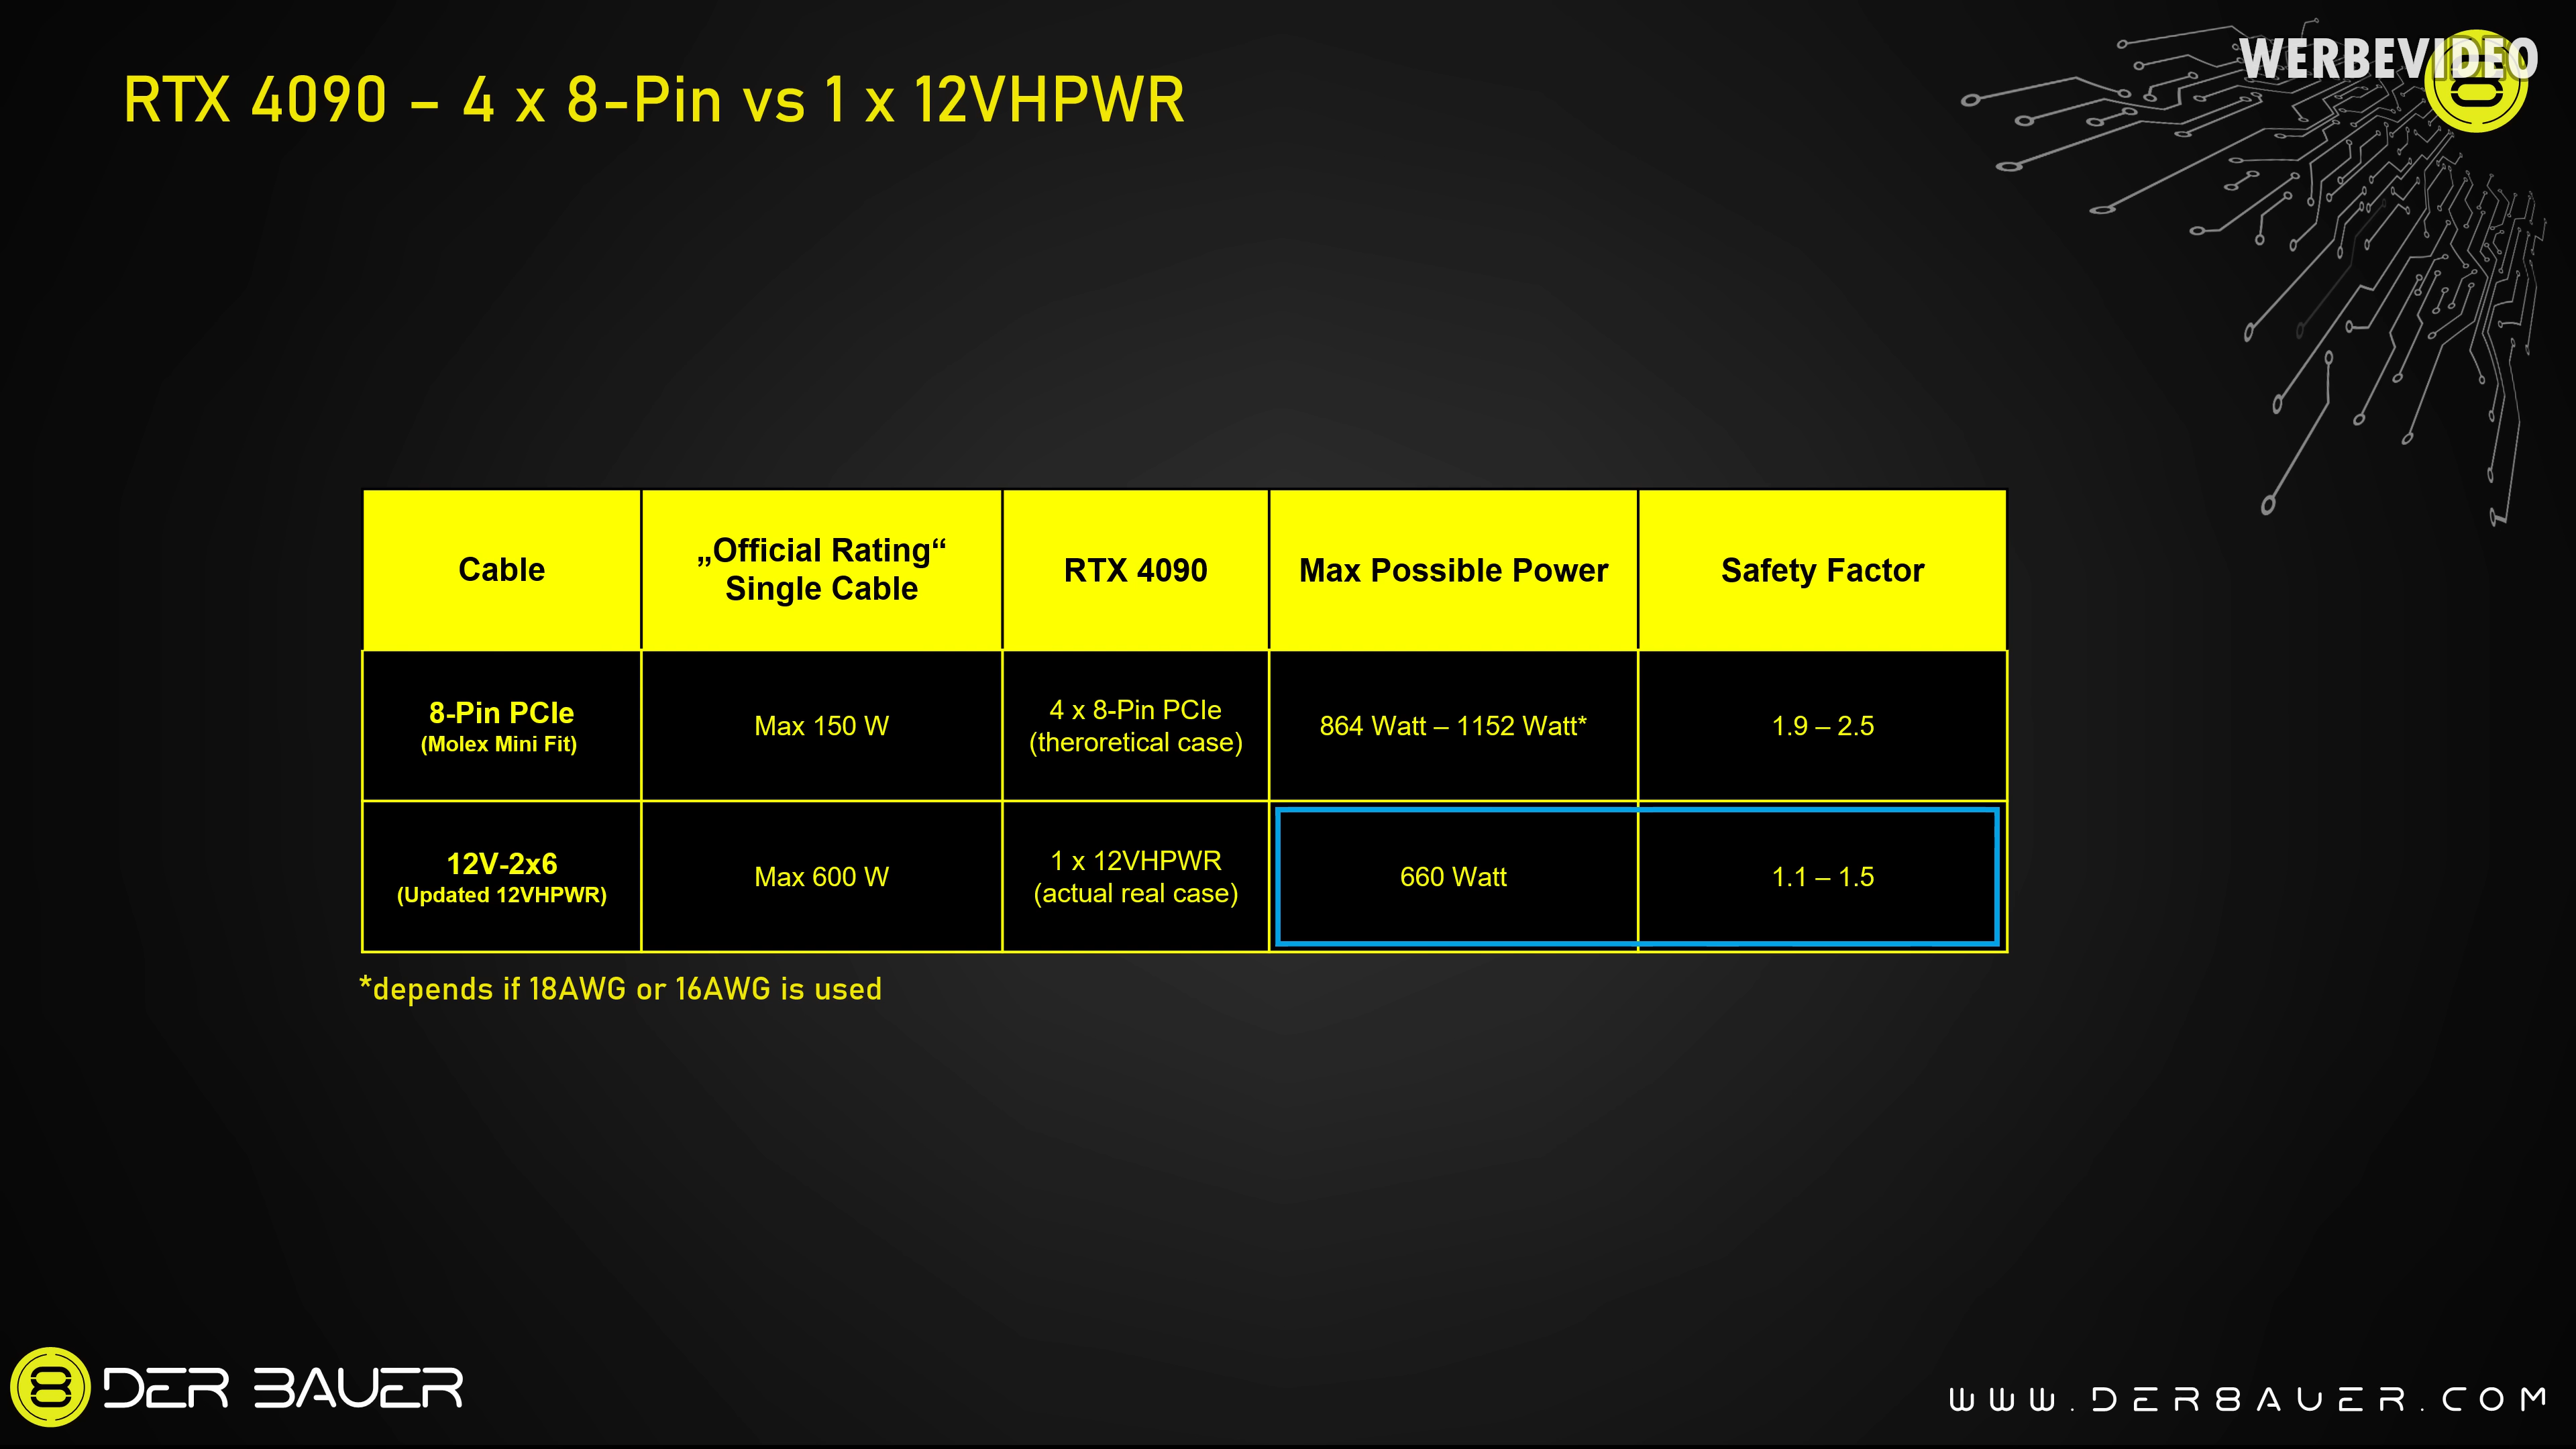 WERBEVIDEO
RTX 4090 – 4 x 8-Pin vs 1 x 12VHPWR
Cable
„Official Rating“
Single Cable
RTX 4090
Max Possible Power
Safety Factor
8-Pin PCIe
(Molex Mini Fit)
Max 150 W
4 x 8-Pin PCIe
(theroretical case)
864 Watt – 1152 Watt*
1.9 – 2.5
12V-2x6
(Updated 12VHPWR)
Max 600 W
1 x 12VHPWR
(actual real case)
660 Watt
1.1 – 1.5
*depends if 18AWG or 16AWG is used
DER 8AUER
WWW.DER8AUER.COM